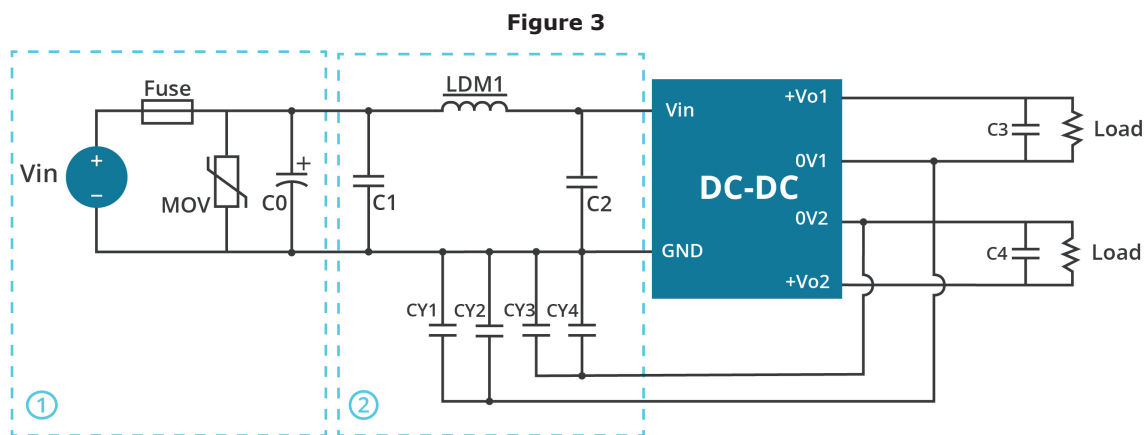 Figure 3
Fuse
LDM1
Vin
+Vo1
+
Vin
−
MOV
+
C0
C1
C2
C3
Load
0V1
DC-DC
0V2
GND
C4
Load
+Vo2
CY1
CY2
CY3
CY4
1
2